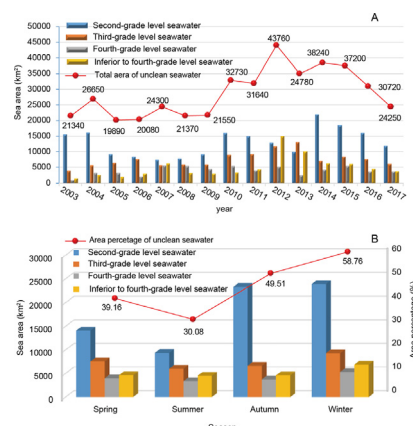 A
Second-grade level seawater
Third-grade level seawater
Fourth-grade level seawater
Inferior to fourth-grade level seawater
Total aera of unclean seawater
Sea area (km²)
50000
45000
40000
35000
30000
25000
20000
15000
10000
5000
0
21340
26650
19890
20080
24300
21370
21550
32730
31640
43760
24780
38240
37200
30720
24250
2003 2004 2005 2006 2007 2008 2009 2010 2011 2012 2013 2014 2015 2016 2017
year
B
Area percetage of unclean seawater
Second-grade level seawater
Third-grade level seawater
Fourth-grade level seawater
Inferior to fourth-grade level seawater
Sea area (km²)
30000
25000
20000
15000
10000
5000
0
39.16
30.08
49.51
58.76
60
50
40
30
20
10
0
Area percentage (%)
Spring Summer Autumn Winter